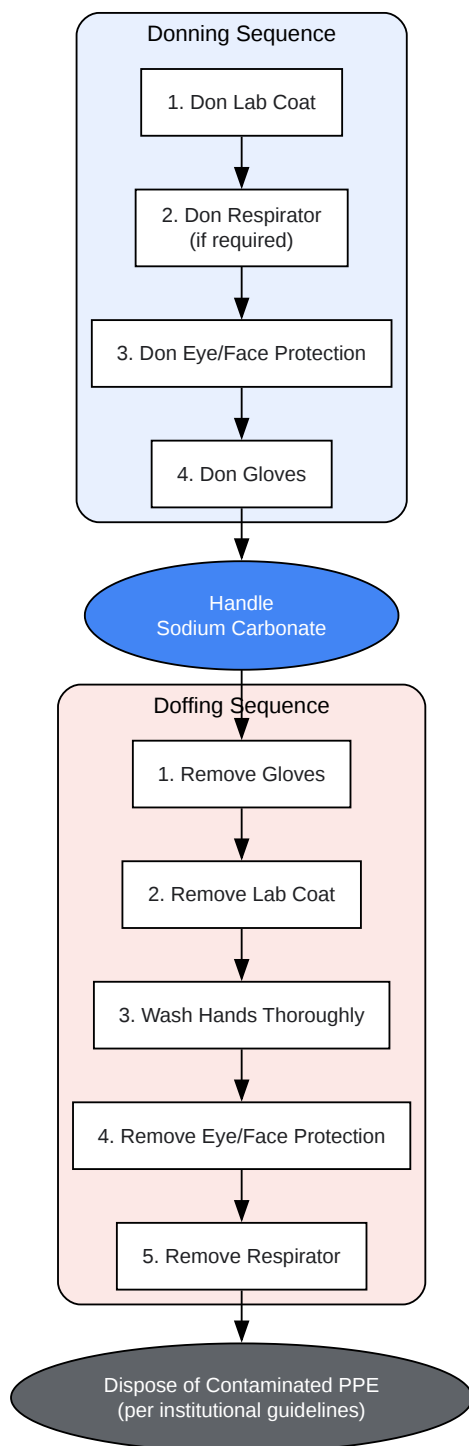 Donning Sequence
1. Don Lab Coat
2. Don Respirator
(if required)
3. Don Eye/Face Protection
4. Don Gloves
Handle
Sodium Carbonate
Doffing Sequence
1. Remove Gloves
2. Remove Lab Coat
3. Wash Hands Thoroughly
4. Remove Eye/Face Protection
5. Remove Respirator
Dispose of Contaminated PPE
(per institutional guidelines)